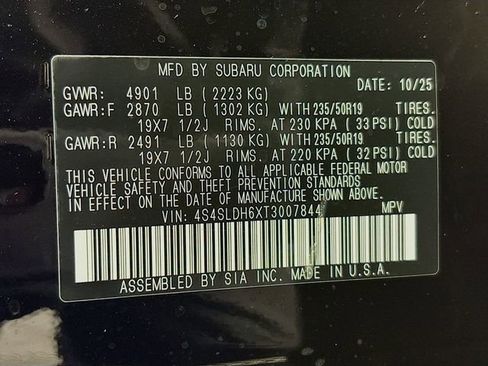 MFD BY SUBARU CORPORATION
GVWR: 4901 LB ( 2223 KG) DATE: 10/25
GAWR:F 2870 LB ( 1302 KG) WITH 235/50R19 TIRES.
19X7 1/2J RIMS. AT 230 KPA ( 33 PSI) COLD
GAWR:R 2491 LB ( 1130 KG) WITH 235/50R19 TIRES.
19X7 1/2J RIMS. AT 220 KPA ( 32 PSI) COLD
THIS VEHICLE CONFORMS TO ALL APPLICABLE FEDERAL MOTOR
VEHICLE SAFETY AND THEFT PREVENTION STANDARDS IN EFFECT ON THE
DATE OF MANUFACTURE SHOWN ABOVE.
VIN: 4S4SLDH6XT3007844 MPV
ASSEMBLED BY SIA INC. MADE IN U.S.A.